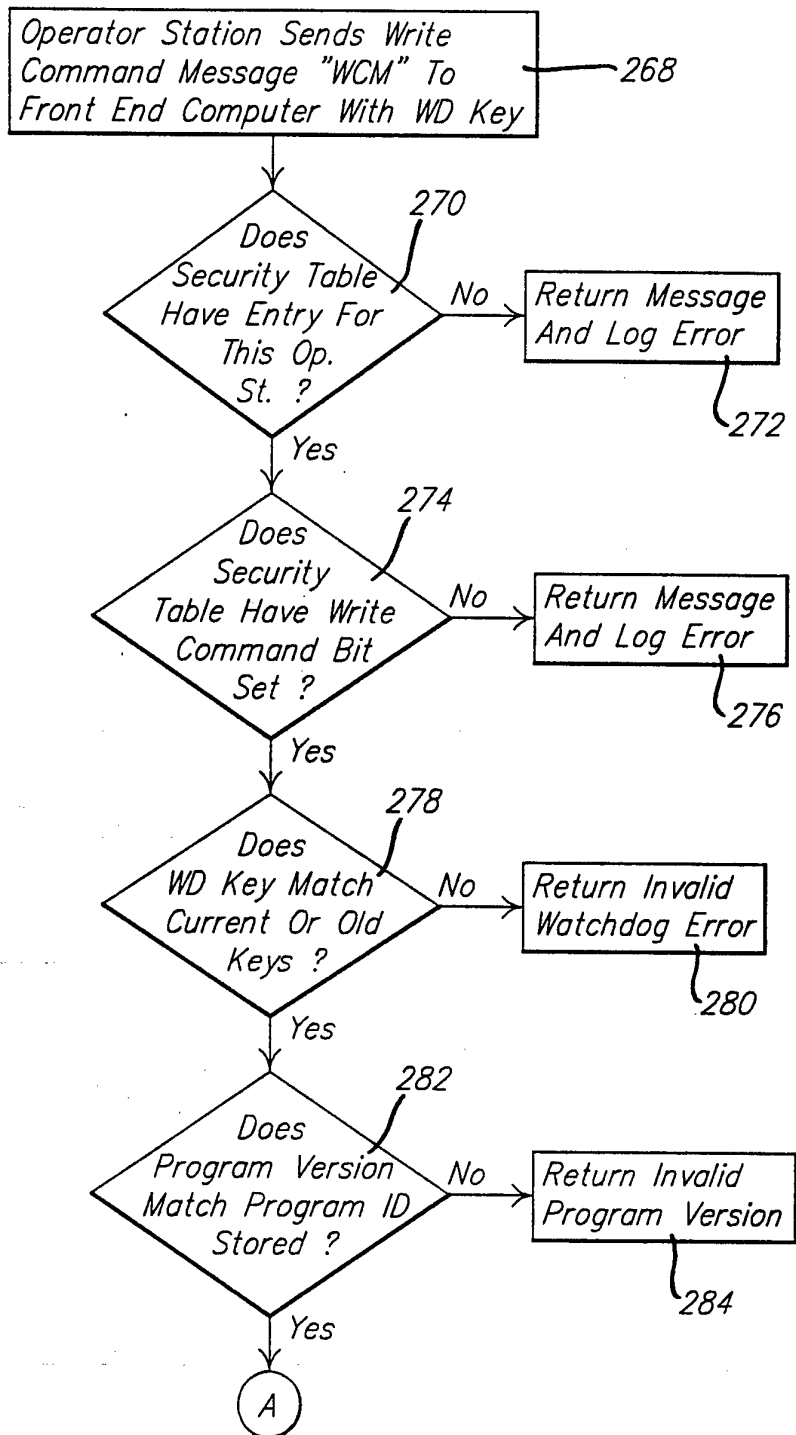 Operator Station Sends Write
Command Message "WCM" To
Front End Computer With WD Key
268
270
Does
Security Table
Have Entry For
This Op.
St. ?
No
Return Message
And Log Error
272
Yes
274
Does
Security
Table Have Write
Command Bit
Set ?
No
Return Message
And Log Error
276
Yes
278
Does
WD Key Match
Current Or Old
Keys ?
No
Return Invalid
Watchdog Error
280
Yes
282
Does
Program Version
Match Program ID
Stored ?
No
Return Invalid
Program Version
284
Yes
A